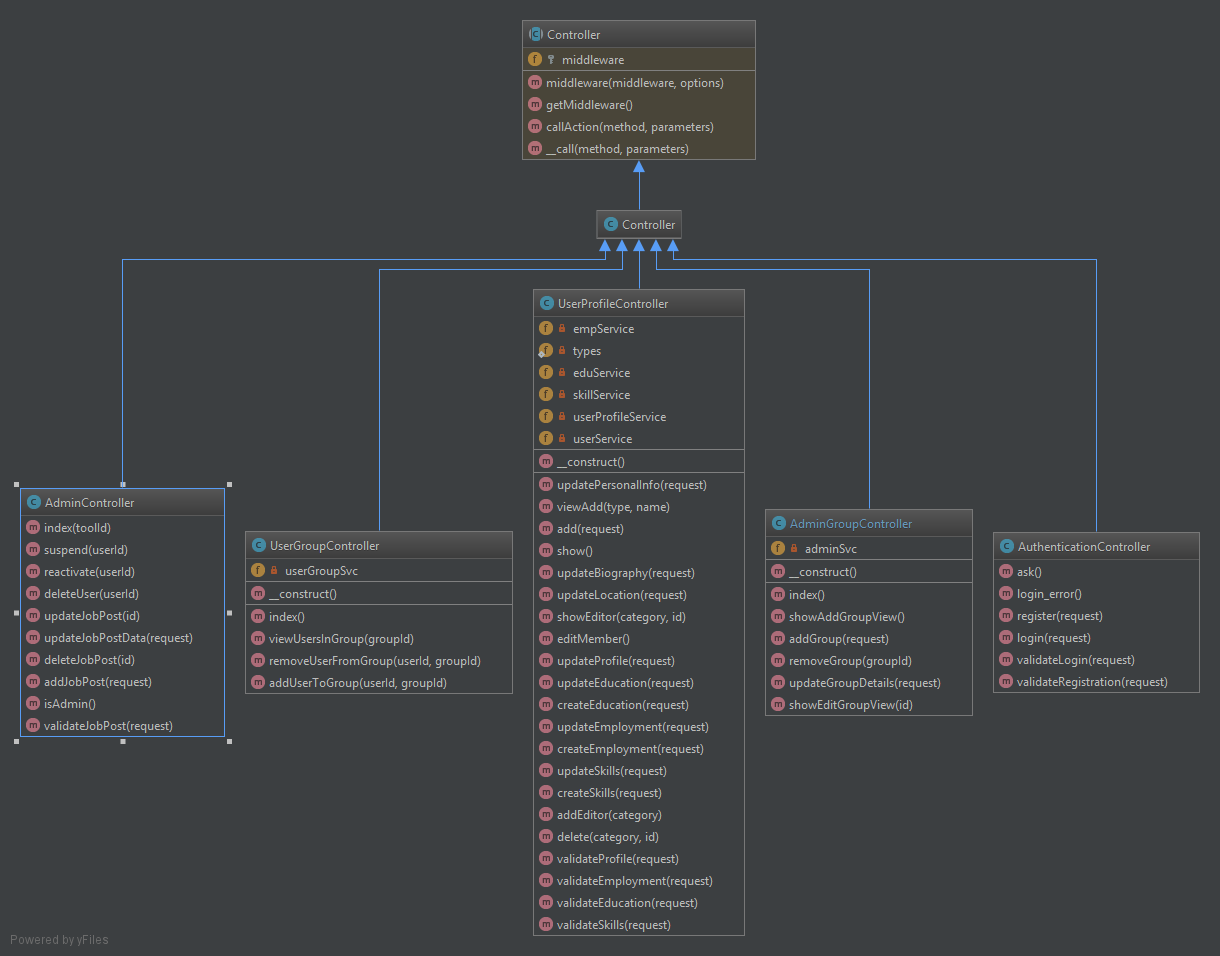 Controller
middleware
middleware(middleware, options)
getMiddleware()
callAction(method, parameters)
__call(method, parameters)
Controller
AdminController
index(toolId)
suspend(userId)
reactivate(userId)
deleteUser(userId)
updateJobPost(id)
updateJobPostData(request)
deleteJobPost(id)
addJobPost(request)
isAdmin()
validateJobPost(request)
UserGroupController
userGroupSvc
__construct()
index()
viewUsersInGroup(groupId)
removeUserFromGroup(userId, groupId)
addUserToGroup(userId, groupId)
UserProfileController
empService
types
eduService
skillService
userProfileService
userService
__construct()
updatePersonalInfo(request)
viewAdd(type, name)
add(request)
show()
updateBiography(request)
updateLocation(request)
showEditor(category, id)
editMember()
updateProfile(request)
updateEducation(request)
createEducation(request)
updateEmployment(request)
createEmployment(request)
updateSkills(request)
createSkills(request)
addEditor(category)
delete(category, id)
validateProfile(request)
validateEmployment(request)
validateEducation(request)
validateSkills(request)
AdminGroupController
adminSvc
__construct()
index()
showAddGroupView()
addGroup(request)
removeGroup(groupId)
updateGroupDetails(request)
showEditGroupView(id)
AuthenticationController
ask()
login_error()
register(request)
login(request)
validateLogin(request)
validateRegistration(request)
Powered by yFiles